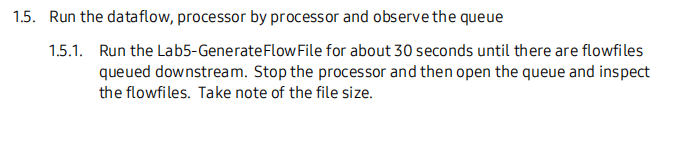 1.5. Run the dataflow, processor by processor and observe the queue
1.5.1. Run the Lab5-GenerateFlowFile for about 30 seconds until there are flowfiles
queued downstream. Stop the processor and then open the queue and inspect
the flowfiles. Take note of the file size.